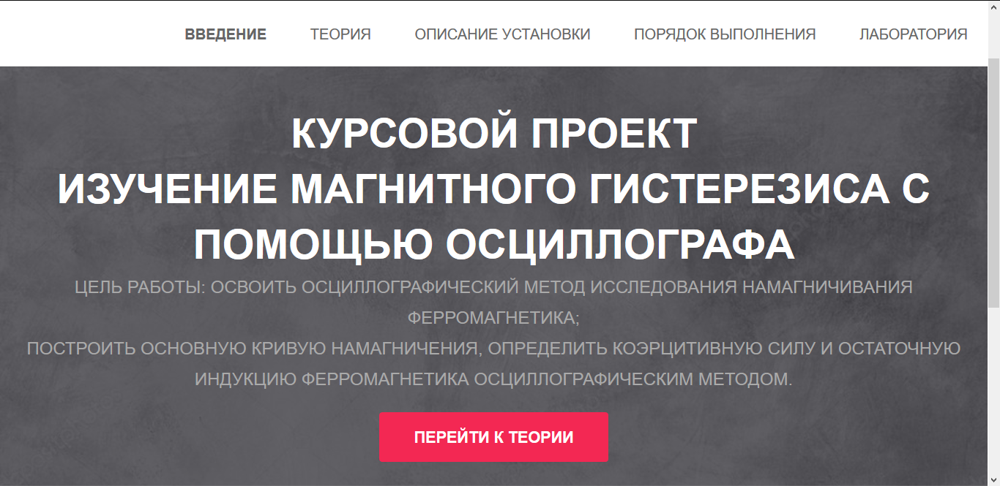 ВВЕДЕНИЕ ТЕОРИЯ ОПИСАНИЕ УСТАНОВКИ ПОРЯДОК ВЫПОЛНЕНИЯ ЛАБОРАТОРИЯ
КУРСОВОЙ ПРОЕКТ
ИЗУЧЕНИЕ МАГНИТНОГО ГИСТЕРЕЗИСА С
ПОМОЩЬЮ ОСЦИЛЛОГРАФА
ЦЕЛЬ РАБОТЫ: ОСВОИТЬ ОСЦИЛЛОГРАФИЧЕСКИЙ МЕТОД ИССЛЕДОВАНИЯ НАМАГНИЧИВАНИЯ
ФЕРРОМАГНЕТИКА;
ПОСТРОИТЬ ОСНОВНУЮ КРИВУЮ НАМАГНИЧЕНИЯ, ОПРЕДЕЛИТЬ КОЭРЦИТИВНУЮ СИЛУ И ОСТАТОЧНУЮ
ИНДУКЦИЮ ФЕРРОМАГНЕТИКА ОСЦИЛЛОГРАФИЧЕСКИМ МЕТОДОМ.
ПЕРЕЙТИ К ТЕОРИИ